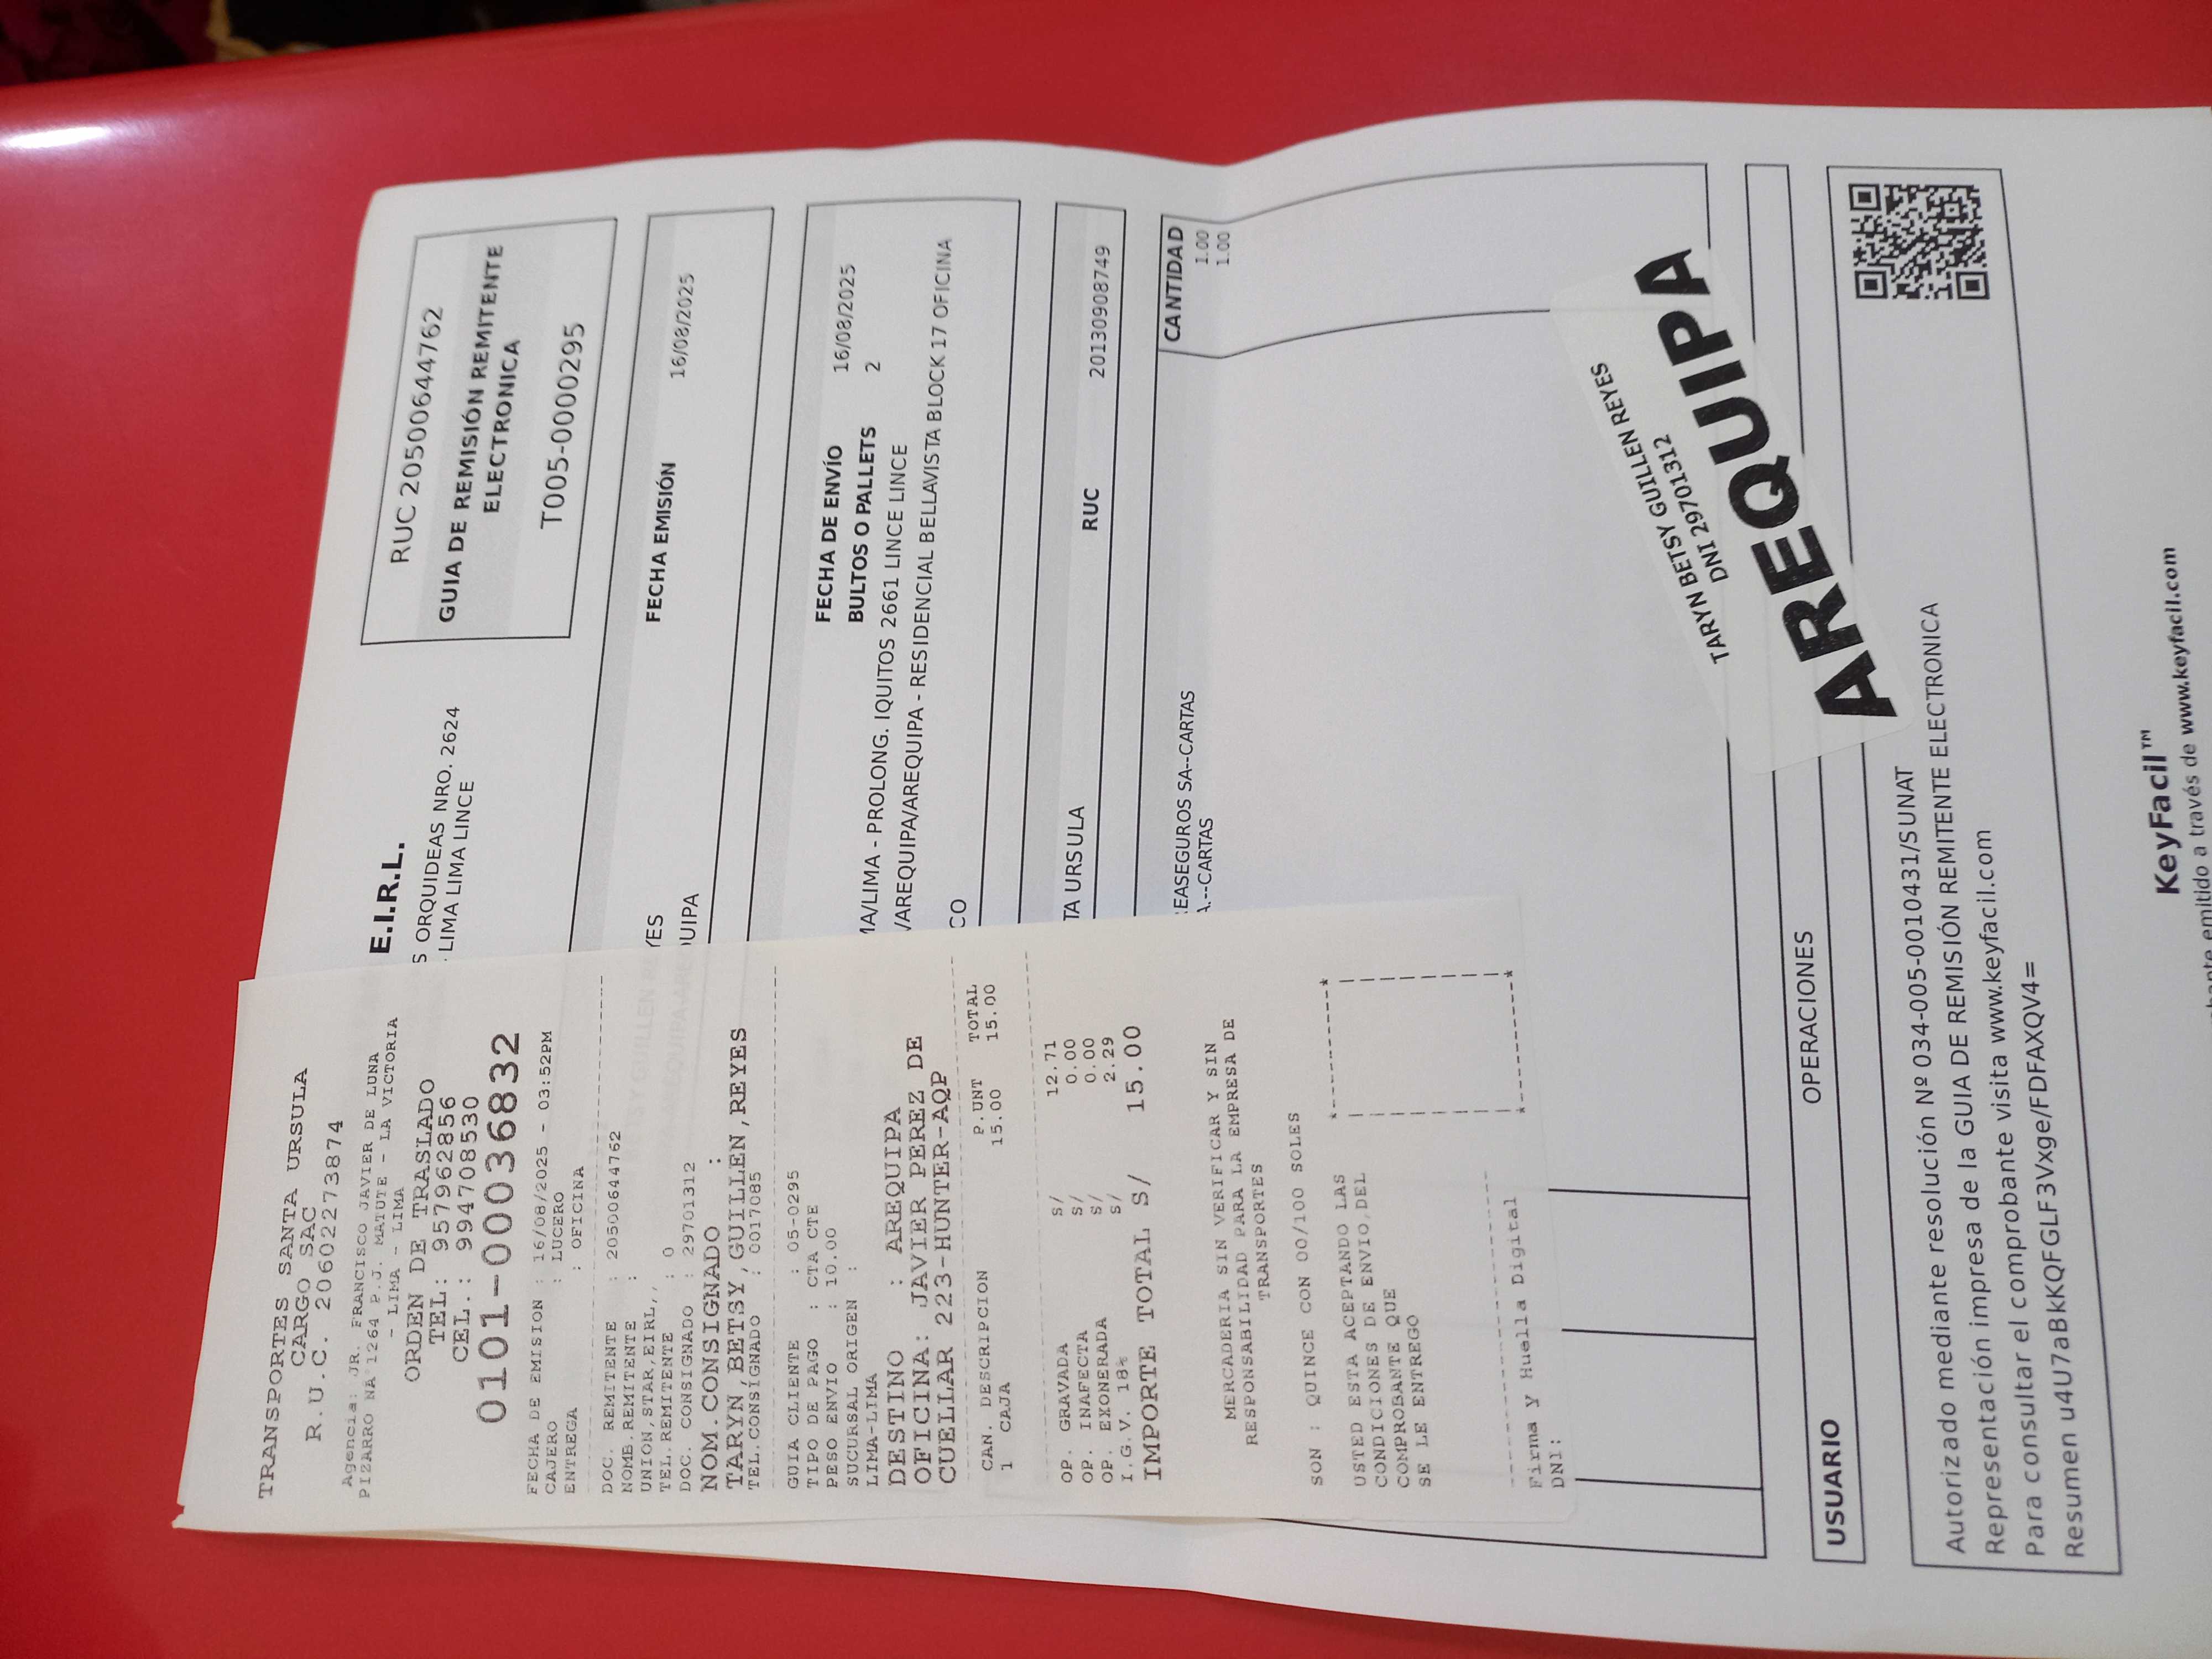 TRANSPORTES SANTA URSULA
CARGO SAC
R.U.C. 20602273874
Agencia: JR. FRANCISCO JAVIER DE LUNA
PIZARRO NA 1264 P.J. MATUTE - LA VICTORIA
- LIMA - LIMA
ORDEN DE TRASLADO
TEL: 957962856
CEL.: 994708530
0101-00036832
FECHA DE EMISION : 16/08/2025 - 03:52PM
CAJERO : LUCERO
ENTREGA : OFICINA
DOC. REMITENTE : 20500644762
NOMB.REMITENTE :
UNION,STAR,EIRL,,
TEL.REMITENTE : 0
DOC. CONSIGNADO : 29701312
NOM.CONSIGNADO :
TARYN BETSY,GUILLEN,REYES
TEL.CONSIGNADO : 0017085
GUIA CLIENTE : 05-0295
TIPO DE PAGO : CTA CTE
PESO ENVIO : 10.00
SUCURSAL ORIGEN :
LIMA-LIMA
DESTINO : AREQUIPA
OFICINA: JAVIER PEREZ DE
CUELLAR 223-HUNTER-AQP
CAN. DESCRIPCION P.UNT TOTAL
1 CAJA 15.00 15.00
OP. GRAVADA S/ 12.71
OP. INAFECTA S/ 0.00
OP. EXONERADA S/ 0.00
I.G.V. 18% S/ 2.29
IMPORTE TOTAL S/ 15.00
MERCADERIA SIN VERIFICAR Y SIN
RESPONSABILIDAD PARA LA EMPRESA DE
TRANSPORTES
SON : QUINCE CON 00/100 SOLES
USTED ESTA ACEPTANDO LAS
CONDICIONES DE ENVIO,DEL
COMPROBANTE QUE
SE LE ENTREGO
Firma y Huella Digital
DNI:
E.I.R.L.
S ORQUIDEAS NRO. 2624
LIMA LIMA LINCE
RUC 20500644762
GUIA DE REMISIÓN REMITENTE
ELECTRONICA
T005-0000295
YES
UIPA
FECHA EMISIÓN 16/08/2025
FECHA DE ENVÍO 16/08/2025
BULTOS O PALLETS 2
MA/LIMA - PROLONG. IQUITOS 2661 LINCE LINCE
/AREQUIPA/AREQUIPA - RESIDENCIAL BELLAVISTA BLOCK 17 OFICINA
CO
TA URSULA
RUC 20130908749
CANTIDAD
EASEGUROS SA--CARTAS 1.00
A.--CARTAS 1.00
TARYN BETSY GUILLEN REYES
DNI 29701312
AREQUIPA
USUARIO OPERACIONES
Autorizado mediante resolución Nº 034-005-0010431/SUNAT
Representación impresa de la GUIA DE REMISIÓN REMITENTE ELECTRONICA
Para consultar el comprobante visita www.keyfacil.com
Resumen u4U7aBkKQFGLF3Vxge/FDFAXQV4=
KeyFacil™
emitido a través de www.keyfacil.com